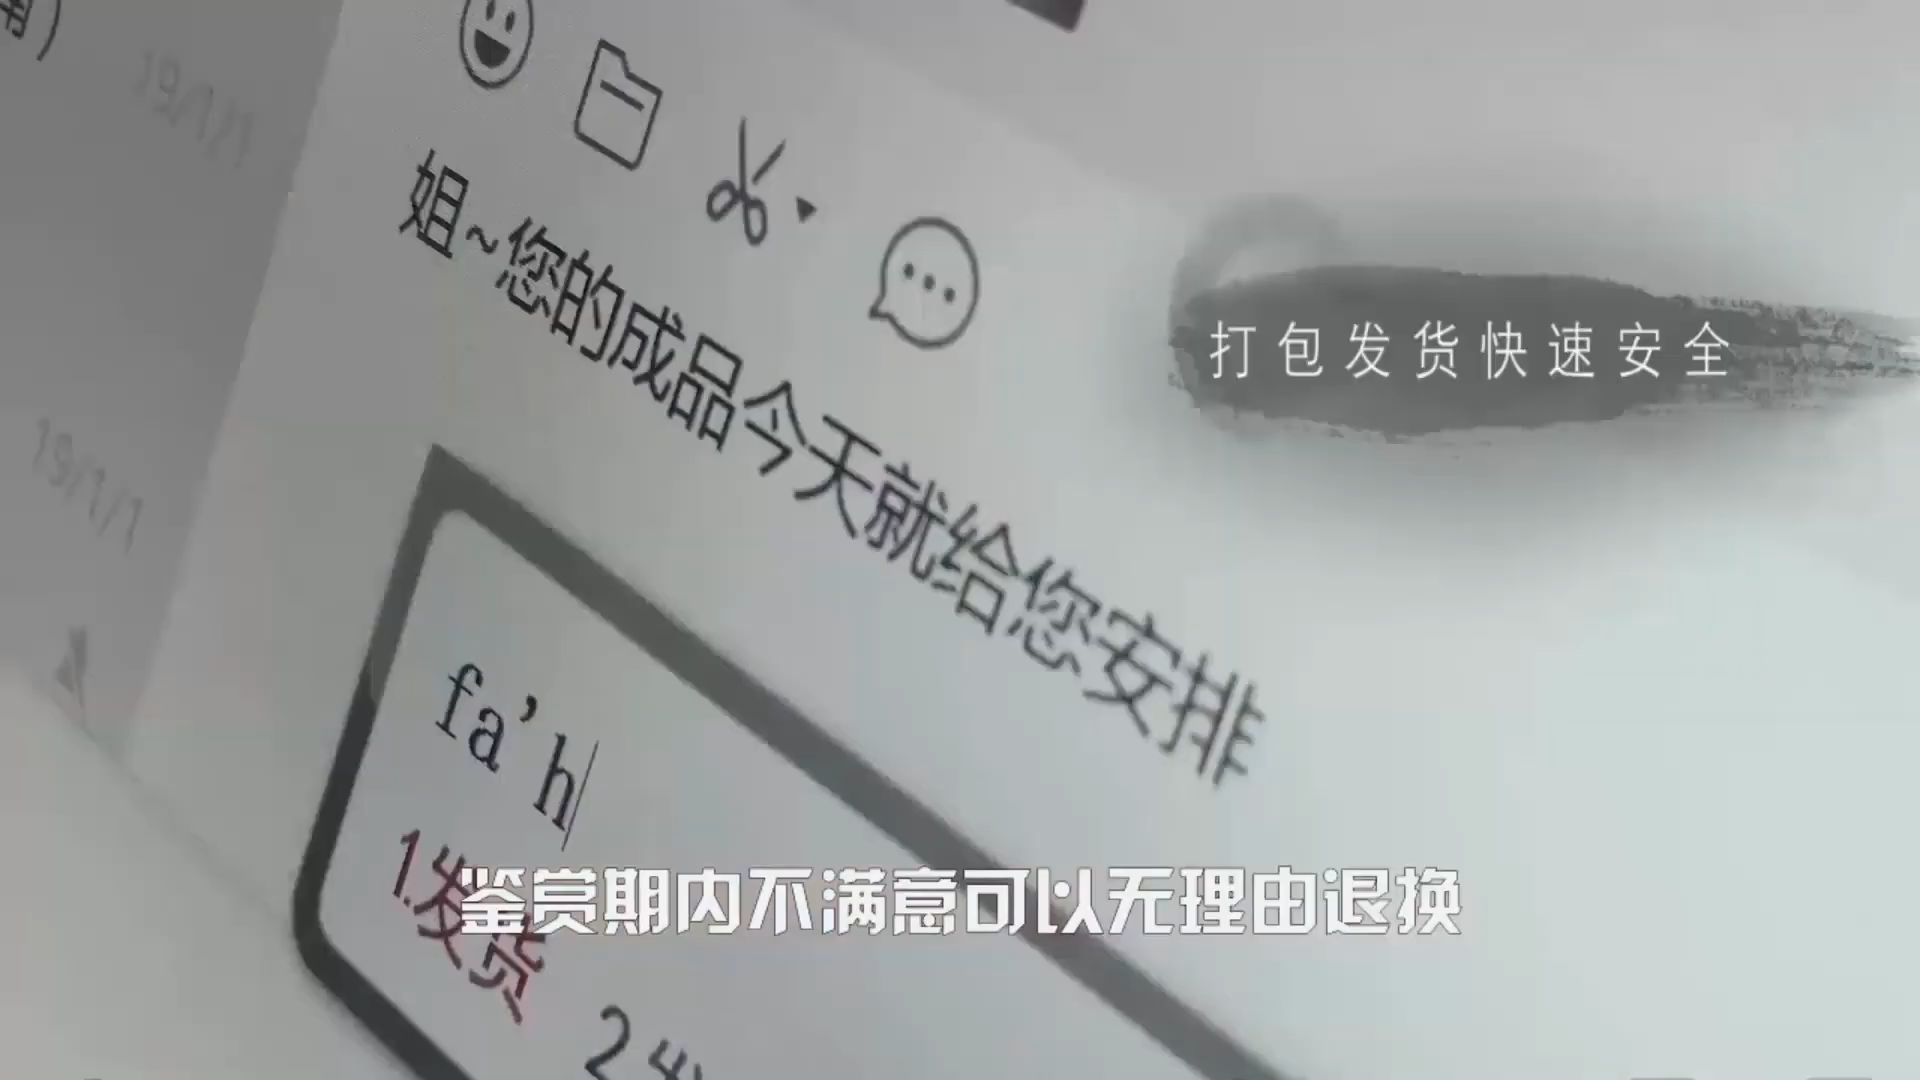 19/1/1
姐~您的成品今天就给您安排
打包发货快速安全
19/1/1
fa'h
1.发货
2发
鉴赏期内不满意可以无理由退换